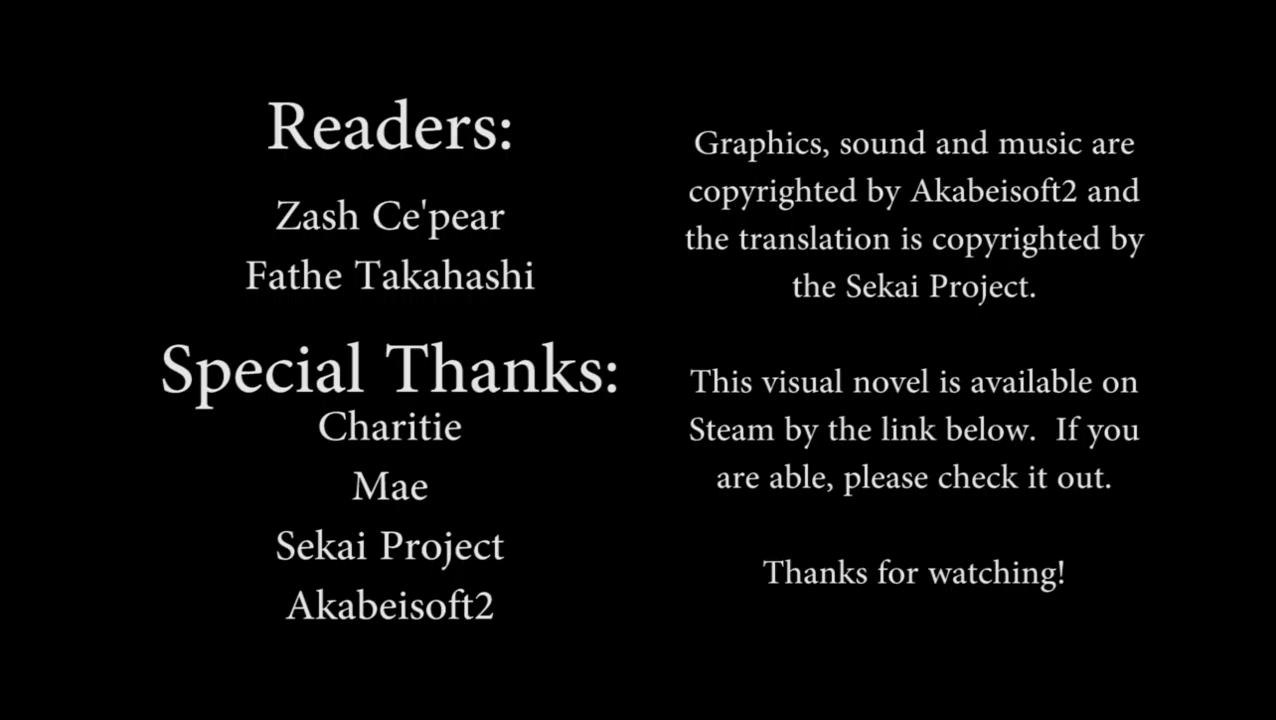 Readers:
Zash Ce'pear
Fathe Takahashi
Special Thanks:
Charitie
Mae
Sekai Project
Akabeisoft2
Graphics, sound and music are
copyrighted by Akabeisoft2 and
the translation is copyrighted by
the Sekai Project.
This visual novel is available on
Steam by the link below.  If you
are able, please check it out.
Thanks for watching!